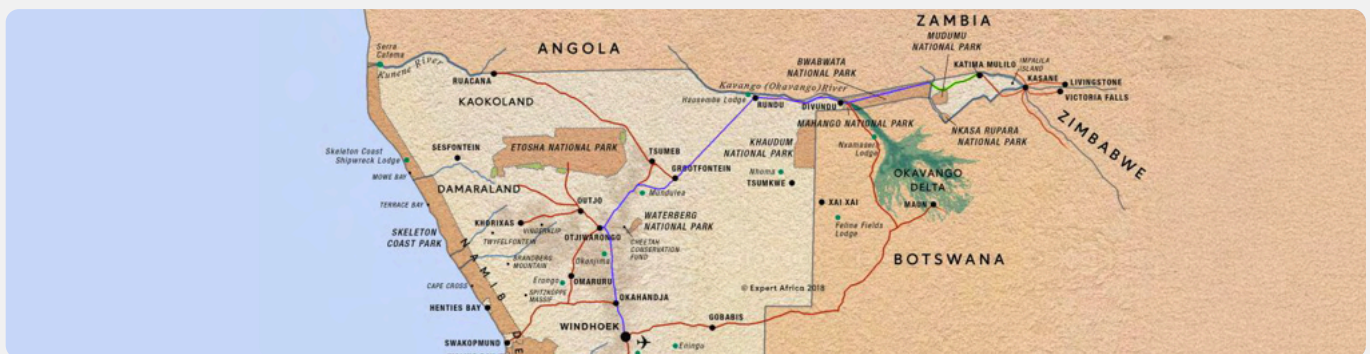 ZAMBIA
MUDUMU
NATIONAL PARK
ANGOLA
Serra
Cafema
Kunene River
RUACANA
BWABWATA
NATIONAL PARK
KATIMA MULILO
IMPALILA
ISLAND
KASANE
LIVINGSTONE
VICTORIA FALLS
Kavango (Okavango) River
KAOKOLAND
Hausembe Lodge
RUNDU
DIVUNDU
MAHANGO NATIONAL PARK
NKASA RUPARA
NATIONAL PARK
ZIMBABWE
Skeleton Coast
Shipwreck Lodge
SESFONTEIN
ETOSHA NATIONAL PARK
TSUMEB
KHAUDUM
NATIONAL PARK
Nxamaseri
Lodge
MOWE BAY
GROOTFONTEIN
Nhoma
TSUMKWE
OKAVANGO
DELTA
DAMARALAND
Mundulea
TERRACE BAY
OUTJO
XAI XAI
MAUN
SKELETON
COAST PARK
KHORIXAS
VINGERKLIP
TWYFELFONTEIN
OTJIWARONGO
WATERBERG
NATIONAL PARK
Feline Fields
Lodge
CHEETAH
CONSERVATION
FUND
BRANDBERG
MOUNTAIN
Okonjima
BOTSWANA
CAPE CROSS
Erongo
OMARURU
SPITZKOPPE
MASSIF
© Expert Africa 2018
HENTIES BAY
OKAHANDJA
NAMIB DE
WINDHOEK
GOBABIS
SWAKOPMUND
Eningu